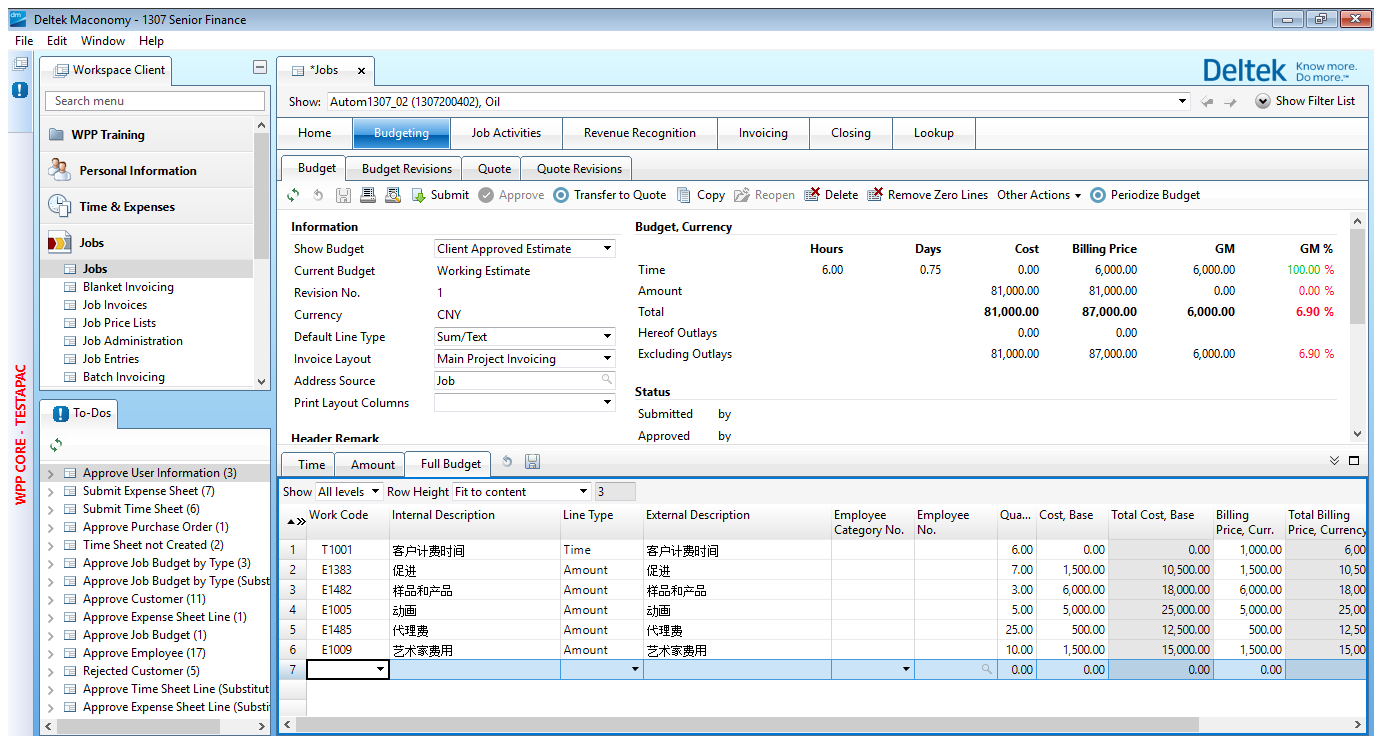 Deltek Maconomy - 1307 Senior Finance
File Edit Window Help
Workspace Client
Search menu
WPP Training
Personal Information
Time & Expenses
Jobs
Jobs
Blanket Invoicing
Job Invoices
Job Price Lists
Job Administration
Job Entries
Batch Invoicing
To-Dos
Approve User Information (3)
Submit Expense Sheet (7)
Submit Time Sheet (6)
Approve Purchase Order (1)
Time Sheet not Created (2)
Approve Job Budget by Type (3)
Approve Job Budget by Type (Subst
Approve Customer (11)
Approve Expense Sheet Line (1)
Approve Job Budget (1)
Approve Employee (17)
Rejected Customer (5)
Approve Time Sheet Line (Substitut
Approve Expense Sheet Line (Substi
WPP CORE - TESTAPAC
*Jobs
Deltek Know more. Do more.™
Show: Autom1307_02 (1307200402), Oil
Show Filter List
Home Budgeting Job Activities Revenue Recognition Invoicing Closing Lookup
Budget Budget Revisions Quote Quote Revisions
Submit Approve Transfer to Quote Copy Reopen Delete Remove Zero Lines Other Actions Periodize Budget
Information
Show Budget Client Approved Estimate
Current Budget Working Estimate
Revision No. 1
Currency CNY
Default Line Type Sum/Text
Invoice Layout Main Project Invoicing
Address Source Job
Print Layout Columns
Header Remark
Budget, Currency
Hours Days Cost Billing Price GM GM %
Time 6.00 0.75 0.00 6,000.00 6,000.00 100.00 %
Amount 81,000.00 81,000.00 0.00 0.00 %
Total 81,000.00 87,000.00 6,000.00 6.90 %
Hereof Outlays 0.00 0.00
Excluding Outlays 81,000.00 87,000.00 6,000.00 6.90 %
Status
Submitted by
Approved by
Time Amount Full Budget
Show All levels Row Height Fit to content 3
Work Code Internal Description Line Type External Description Employee Category No. Employee No. Qua... Cost, Base Total Cost, Base Billing Price, Curr. Total Billing Price, Currency
1 T1001 客户计费时间 Time 客户计费时间 6.00 0.00 0.00 1,000.00 6,00
2 E1383 促进 Amount 促进 7.00 1,500.00 10,500.00 1,500.00 10,50
3 E1482 样品和产品 Amount 样品和产品 3.00 6,000.00 18,000.00 6,000.00 18,00
4 E1005 动画 Amount 动画 5.00 5,000.00 25,000.00 5,000.00 25,00
5 E1485 代理费 Amount 代理费 25.00 500.00 12,500.00 500.00 12,50
6 E1009 艺术家费用 Amount 艺术家费用 10.00 1,500.00 15,000.00 1,500.00 15,00
7 0.00 0.00 0.00 0.00